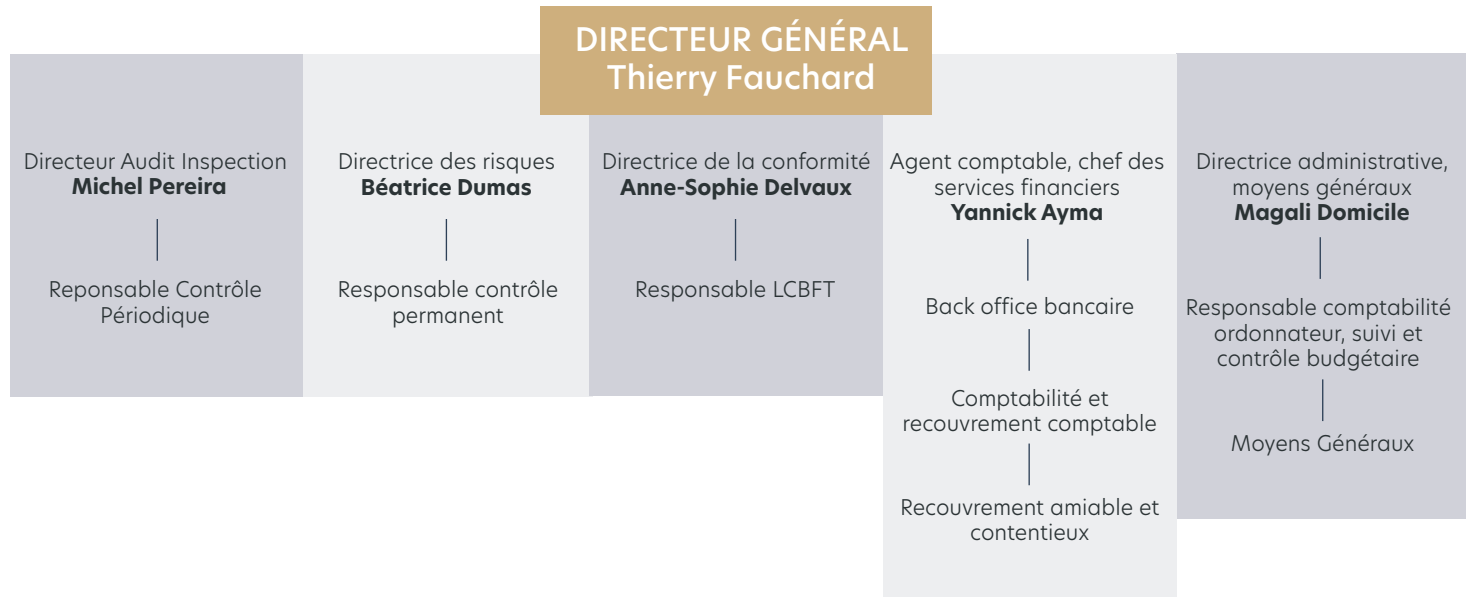 DIRECTEUR GÉNÉRAL
Thierry Fauchard
Directeur Audit Inspection
Michel Pereira
Reponsable Contrôle
Périodique
Directrice des risques
Béatrice Dumas
Responsable contrôle
permanent
Directrice de la conformité
Anne-Sophie Delvaux
Responsable LCBFT
Agent comptable, chef des
services financiers
Yannick Ayma
Back office bancaire
Comptabilité et
recouvrement comptable
Recouvrement amiable et
contentieux
Directrice administrative,
moyens généraux
Magali Domicile
Responsable comptabilité
ordonnateur, suivi et
contrôle budgétaire
Moyens Généraux